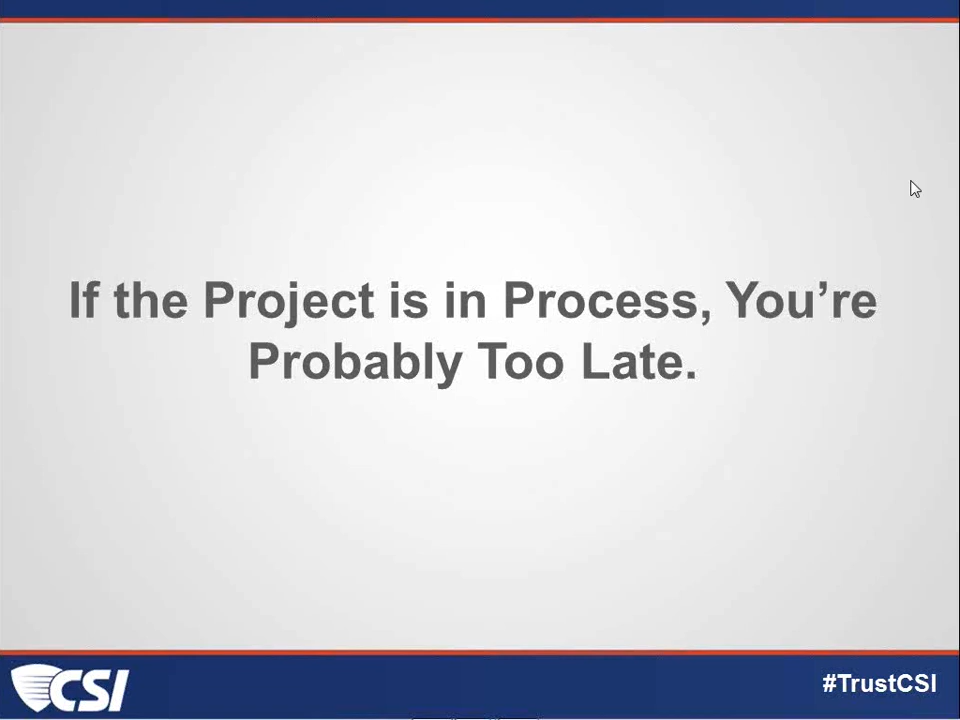 If the Project is in Process, You’re
Probably Too Late.
CSI
#TrustCSI